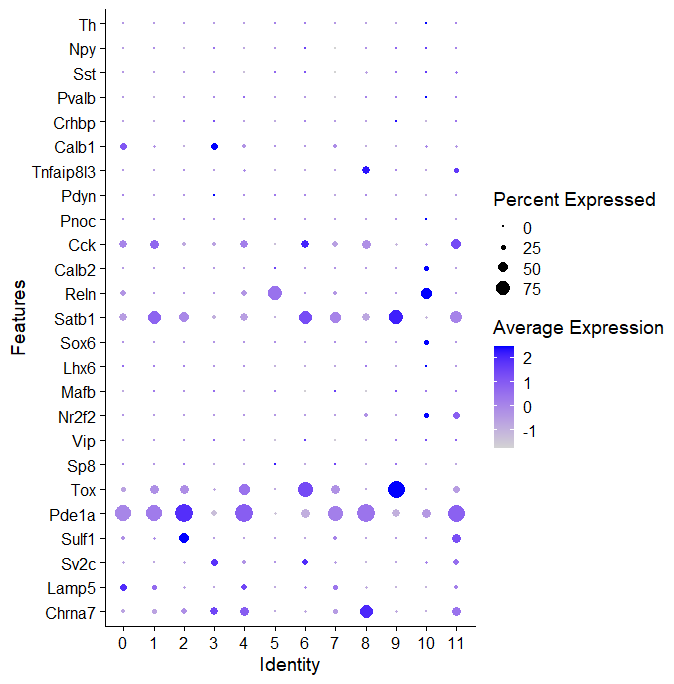 Features
Th
Npy
Sst
Pvalb
Crhbp
Calb1
Tnfaip8l3
Pdyn
Pnoc
Cck
Calb2
Reln
Satb1
Sox6
Lhx6
Mafb
Nr2f2
Vip
Sp8
Tox
Pde1a
Sulf1
Sv2c
Lamp5
Chrna7
0 1 2 3 4 5 6 7 8 9 10 11
Identity
Percent Expressed
0
25
50
75
Average Expression
2
1
0
-1